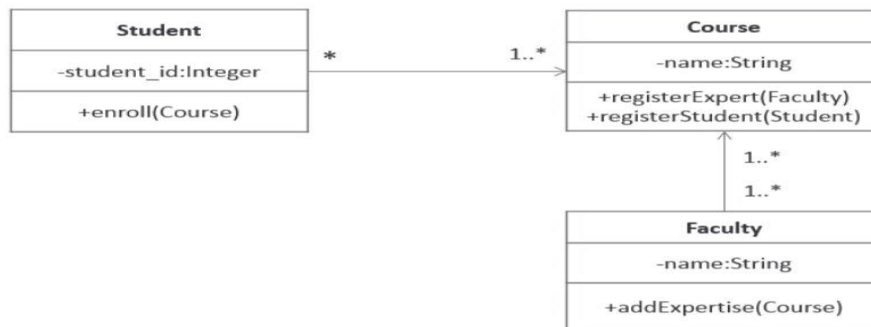 Student
-student_id:Integer
+enroll(Course)
*
1..*
Course
-name:String
+registerExpert(Faculty)
+registerStudent(Student)
1..*
1..*
Faculty
-name:String
+addExpertise(Course)